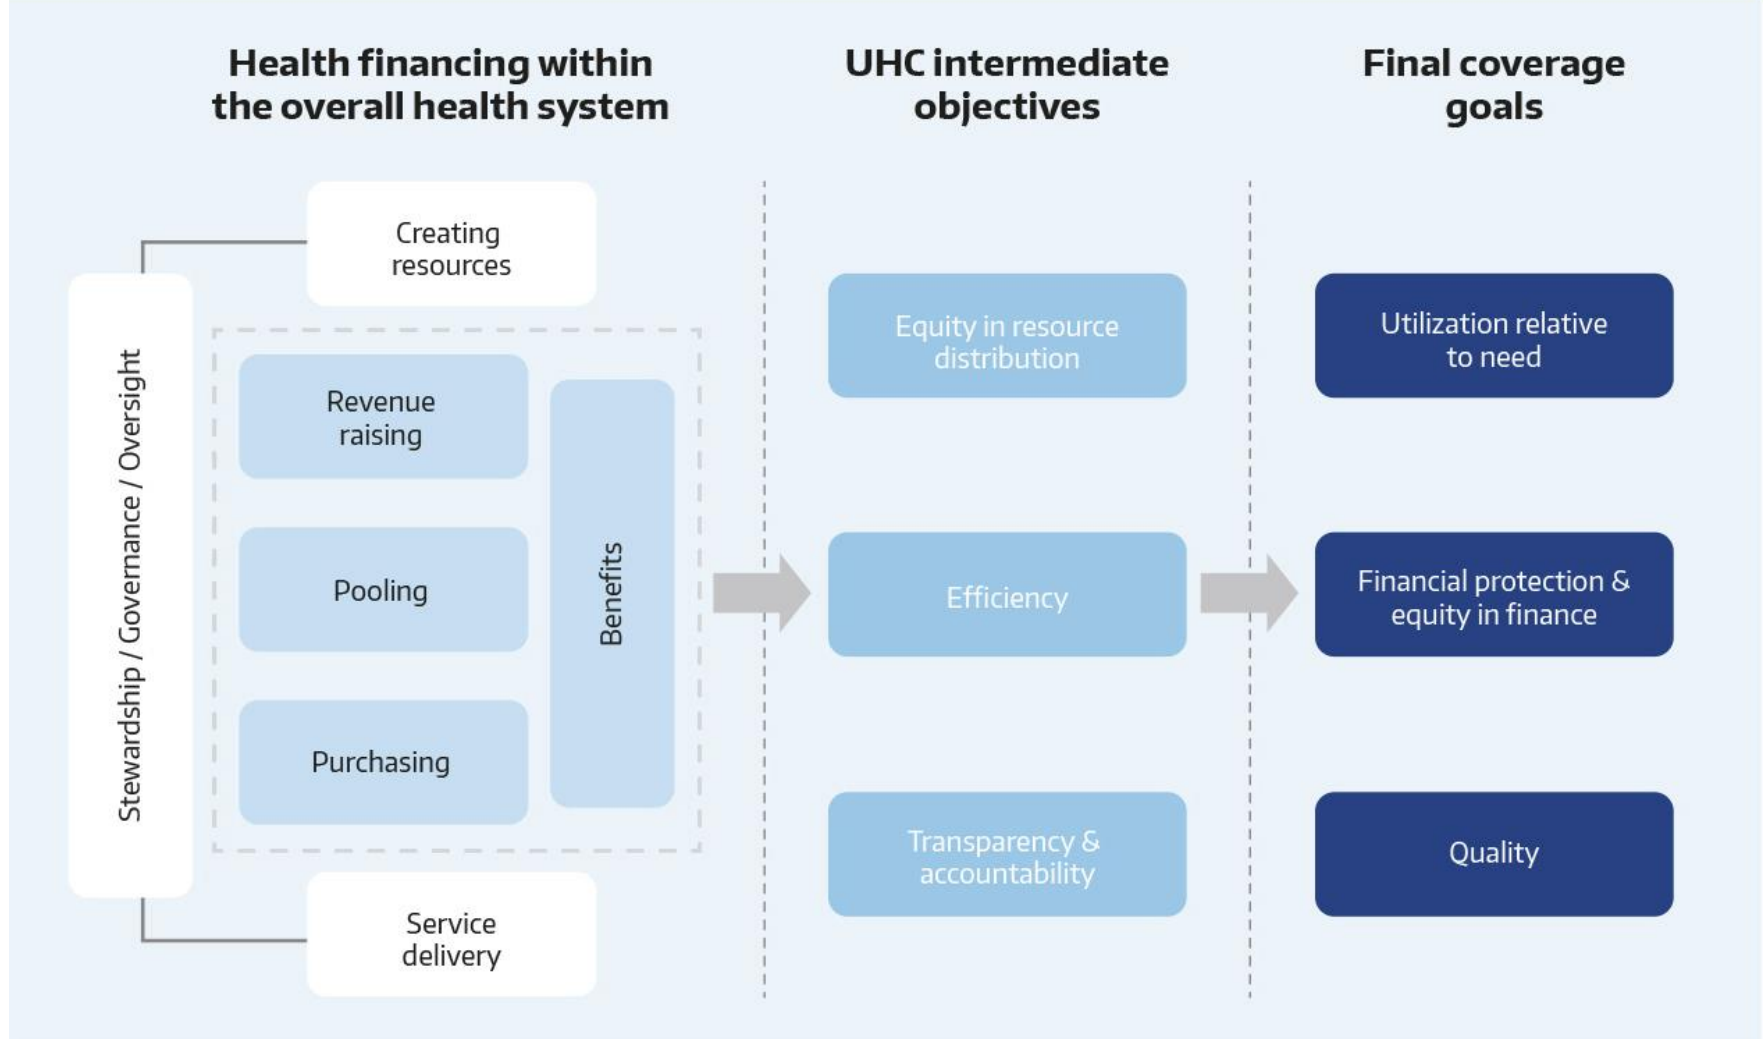 Health financing within
the overall health system
UHC intermediate
objectives
Final coverage
goals
Stewardship / Governance / Oversight
Creating
resources
Revenue
raising
Pooling
Purchasing
Benefits
Service
delivery
Equity in resource
distribution
Efficiency
Transparency &
accountability
Utilization relative
to need
Financial protection &
equity in finance
Quality